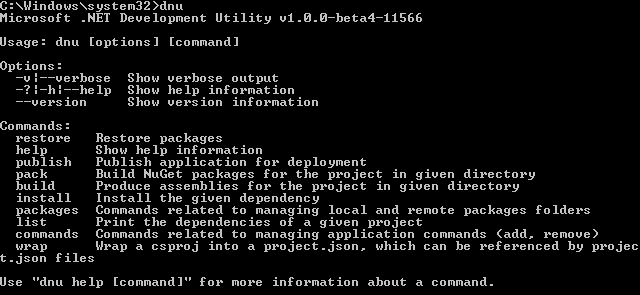 C:\Windows\system32>dnu
Microsoft .NET Development Utility v1.0.0-beta4-11566
Usage: dnu [options] [command]
Options:
  -v|--verbose  Show verbose output
  -?|-h|--help  Show help information
  --version     Show version information
Commands:
  restore   Restore packages
  help      Show help information
  publish   Publish application for deployment
  pack      Build NuGet packages for the project in given directory
  build     Produce assemblies for the project in given directory
  install   Install the given dependency
  packages  Commands related to managing local and remote packages folders
  list      Print the dependencies of a given project
  commands  Commands related to managing application commands (add, remove)
  wrap      Wrap a csproj into a project.json, which can be referenced by projec
t.json files
Use "dnu help [command]" for more information about a command.